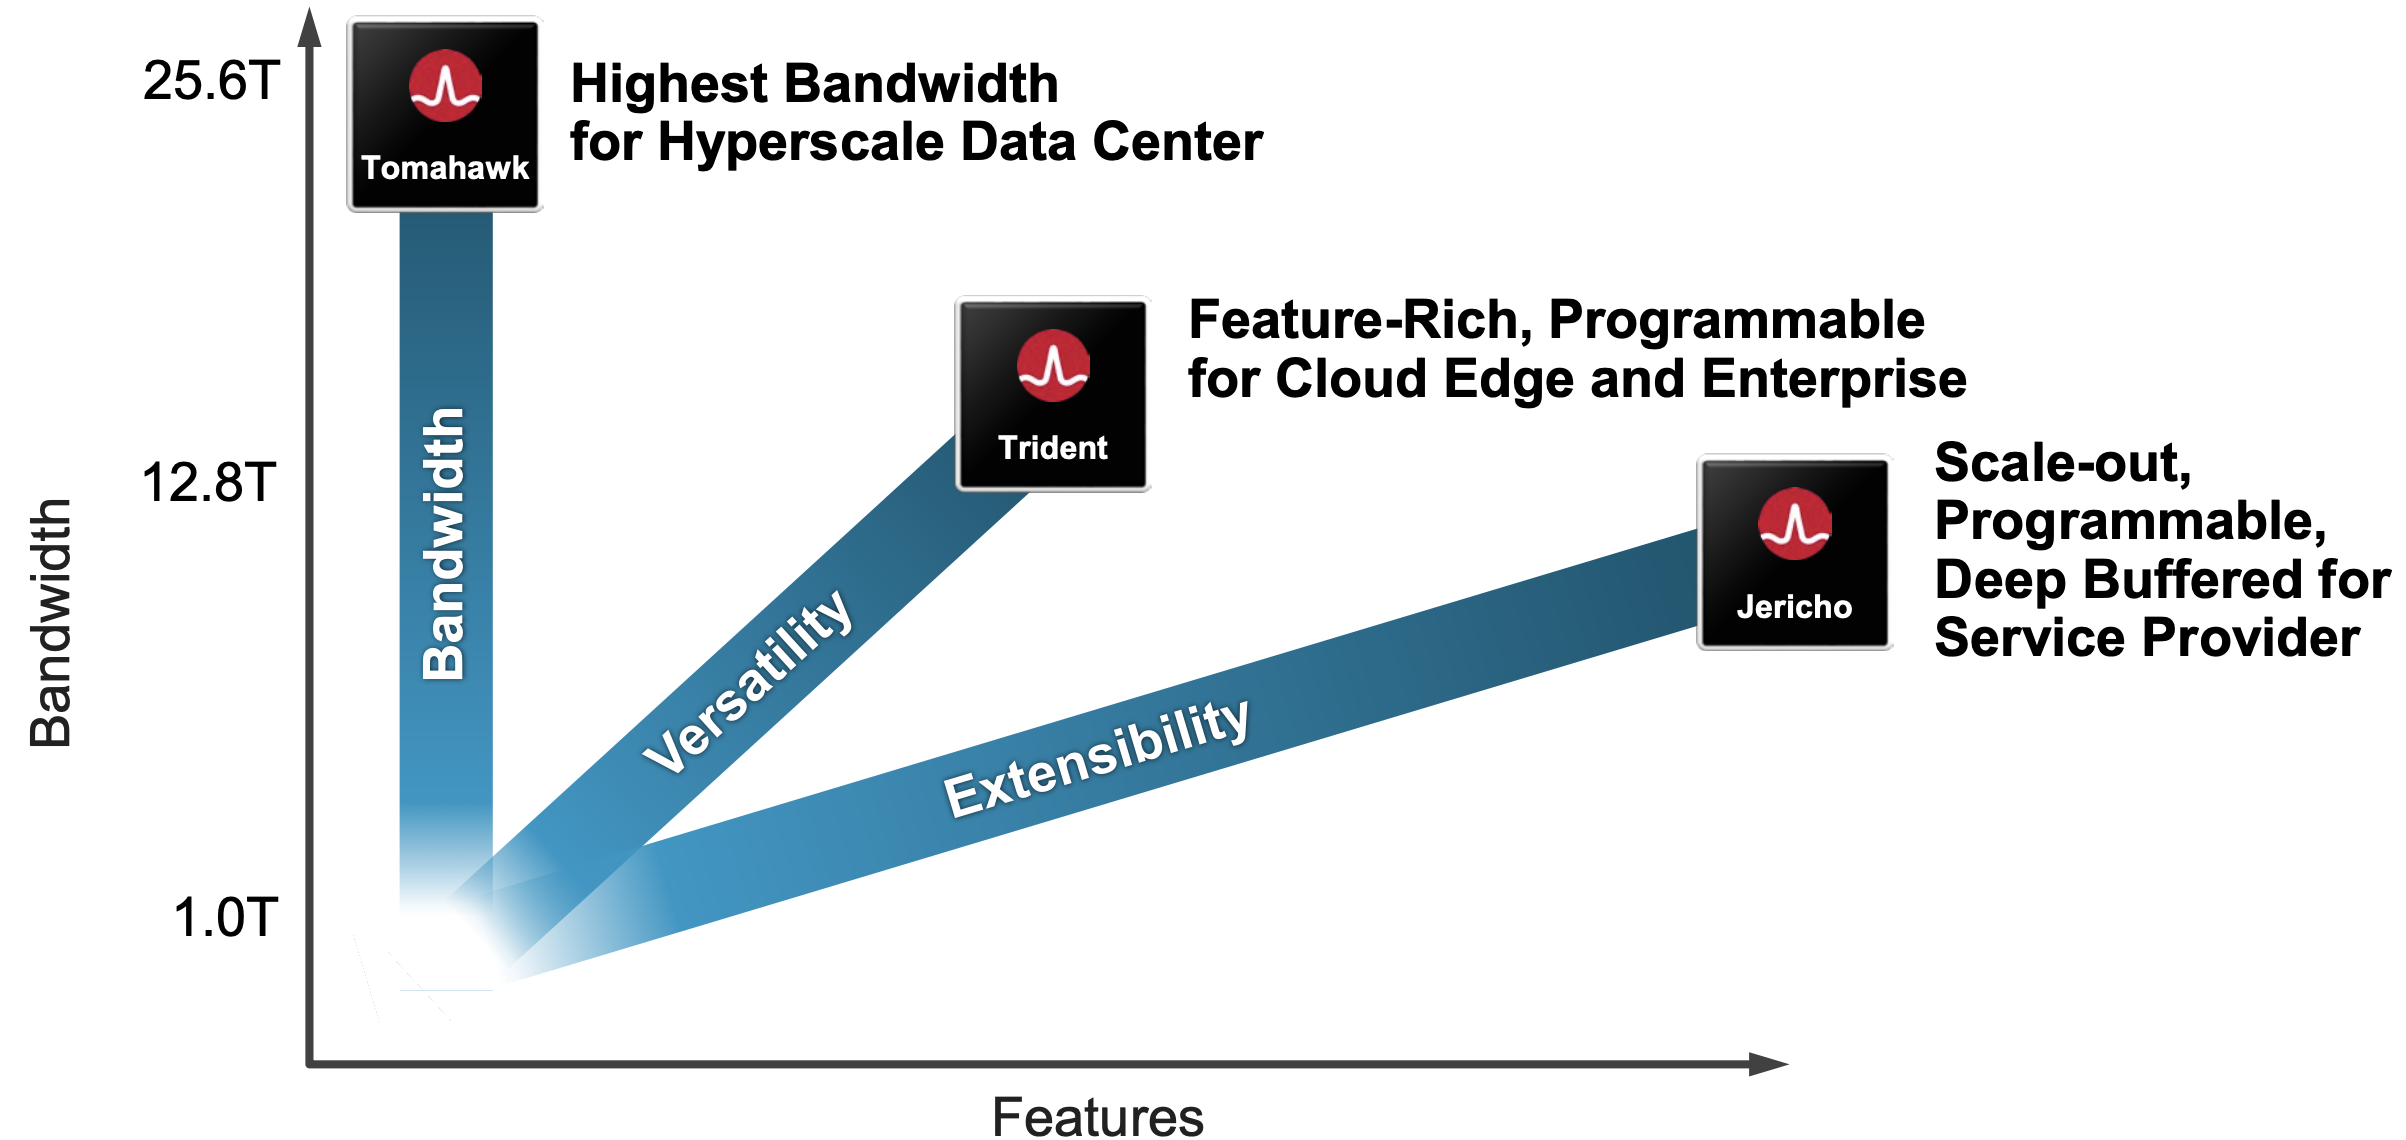 25.6T
Tomahawk
Highest Bandwidth
for Hyperscale Data Center
Trident
Feature-Rich, Programmable
for Cloud Edge and Enterprise
12.8T
Jericho
Scale-out,
Programmable,
Deep Buffered for
Service Provider
Bandwidth
Bandwidth
Versatility
Extensibility
1.0T
Features